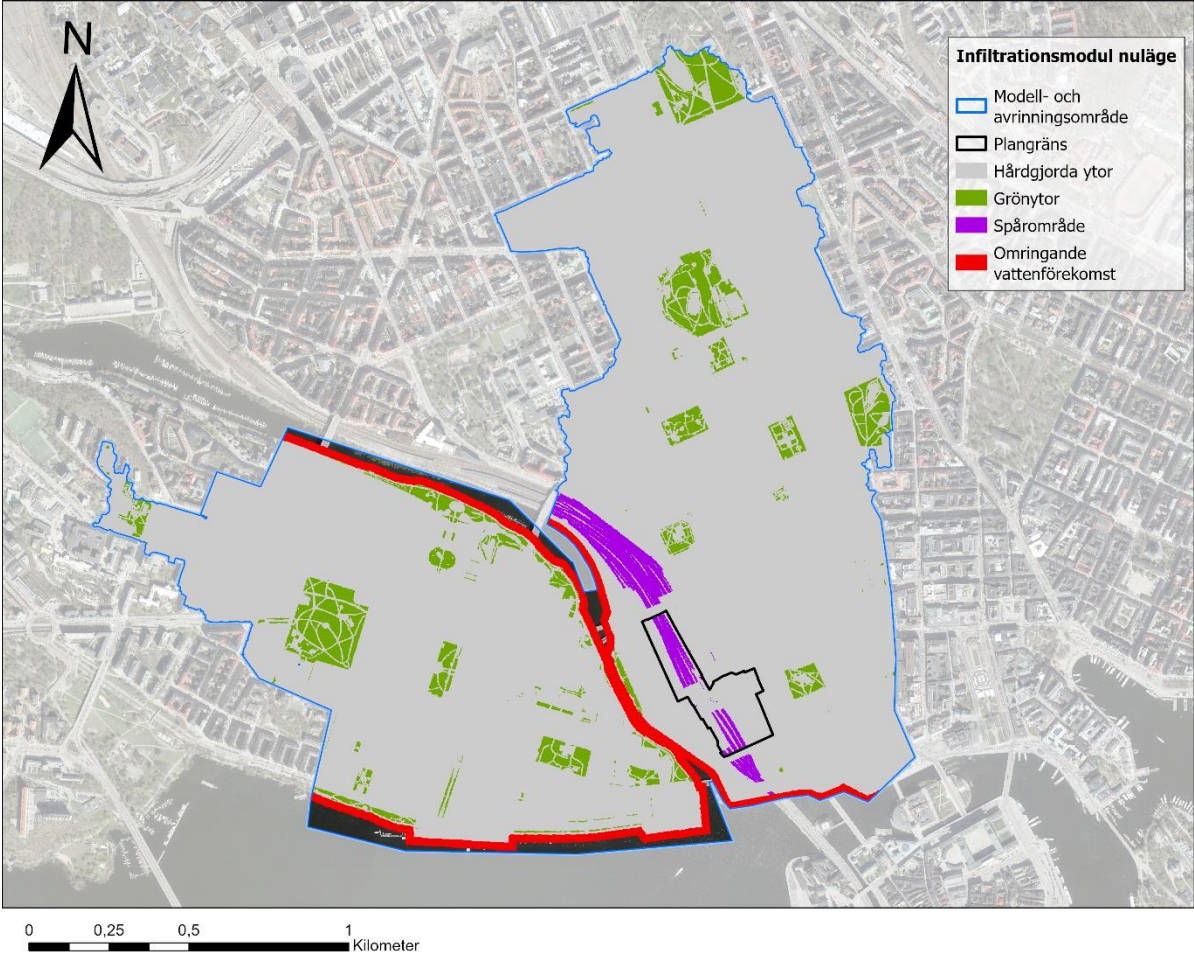 N
Infiltrationsmodul nuläge
Modell- och
avrinningsområde
Plangräns
Hårdgjorda ytor
Grönytor
Spårområde
Omringande
vattenförekomst
0 0,25 0,5 1
Kilometer